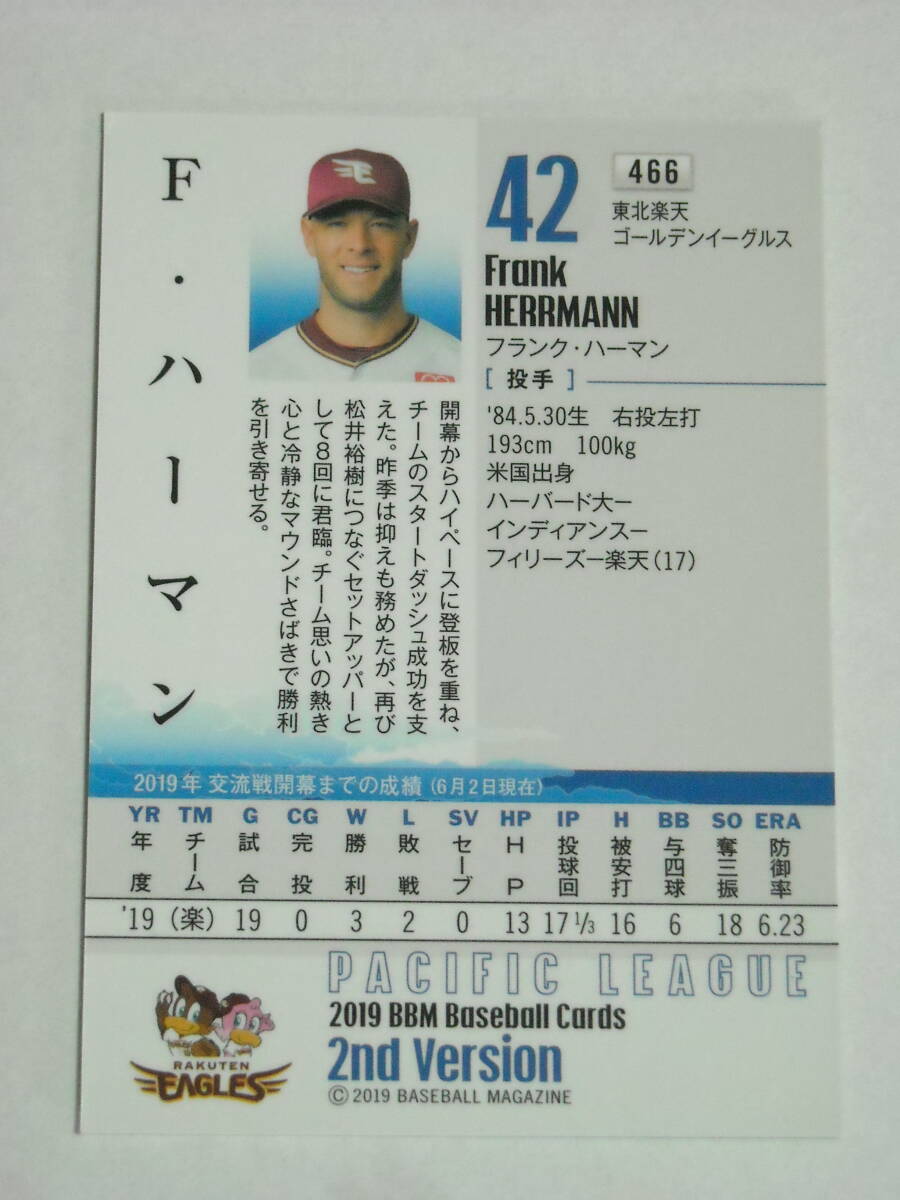 F・ハーマン
42
466
東北楽天
ゴールデンイーグルス
Frank
HERRMANN
フランク・ハーマン
[ 投手 ]
'84.5.30生 右投左打
193cm 100kg
米国出身
ハーバード大ー
インディアンスー
フィリーズー楽天(17)
開幕からハイペースに登板を重ね、
チームのスタートダッシュ成功を支
えた。昨季は抑えも務めたが、再び
松井裕樹につなぐセットアッパーと
して8回に君臨。チーム思いの熱き
心と冷静なマウンドさばきで勝利
を引き寄せる。
2019年 交流戦開幕までの成績 (6月2日現在)
YR TM G CG W L SV HP IP H BB SO ERA
年度 チーム 試合 完投 勝利 敗戦 セーブ HP 投球回 被安打 与四球 奪三振 防御率
'19 (楽) 19 0 3 2 0 13 17 1/3 16 6 18 6.23
PACIFIC LEAGUE
2019 BBM Baseball Cards
2nd Version
©2019 BASEBALL MAGAZINE
RAKUTEN
EAGLES